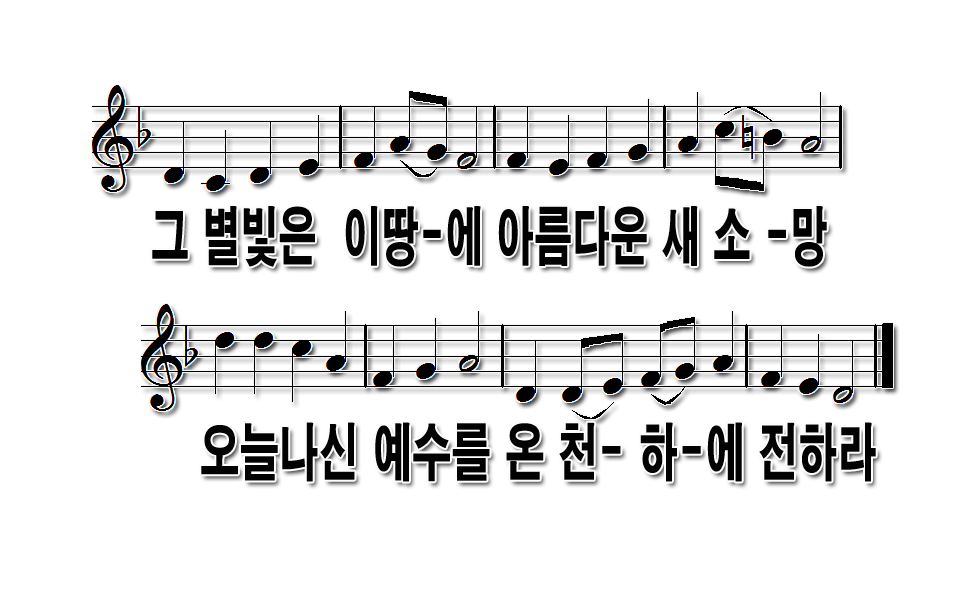 그 별빛은 이땅-에 아름다운 새 소 -망
오늘나신 예수를 온 천- 하-에 전하라